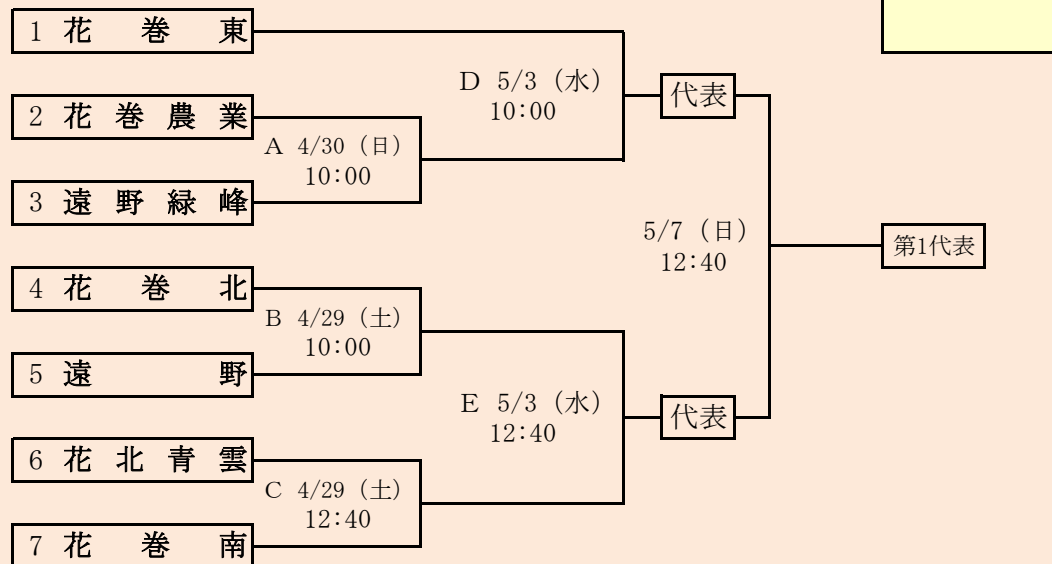 1 花巻東
D 5/3（水）
10:00
代表
2 花巻農業
A 4/30（日）
10:00
3 遠野緑峰
5/7（日）
12:40
第1代表
4 花巻北
B 4/29（土）
10:00
5 遠野
E 5/3（水）
12:40
代表
6 花北青雲
C 4/29（土）
12:40
7 花巻南